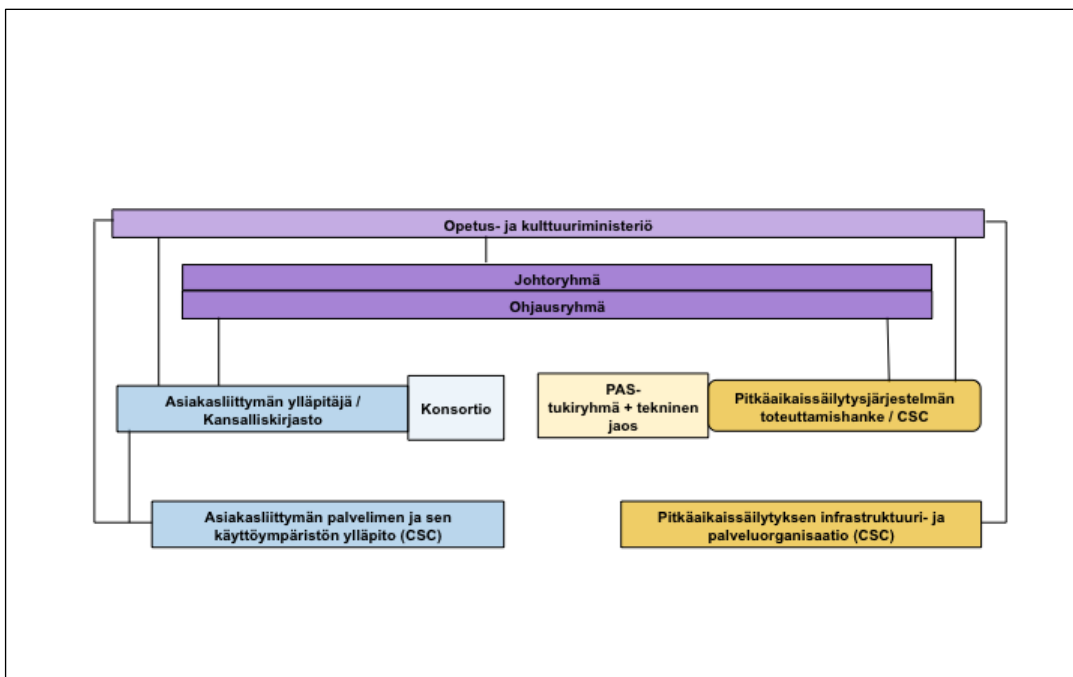 Opetus- ja kulttuuriministeriö
Johtoryhmä
Ohjausryhmä
Asiakasliittymän ylläpitäjä /
Kansalliskirjasto
Konsortio
PAS-
tukiryhmä + tekninen
jaos
Pitkäaikaissäilytysjärjestelmän
toteuttamishanke / CSC
Asiakasliittymän palvelimen ja sen
käyttöympäristön ylläpito (CSC)
Pitkäaikaissäilytyksen infrastruktuuri- ja
palveluorganisaatio (CSC)